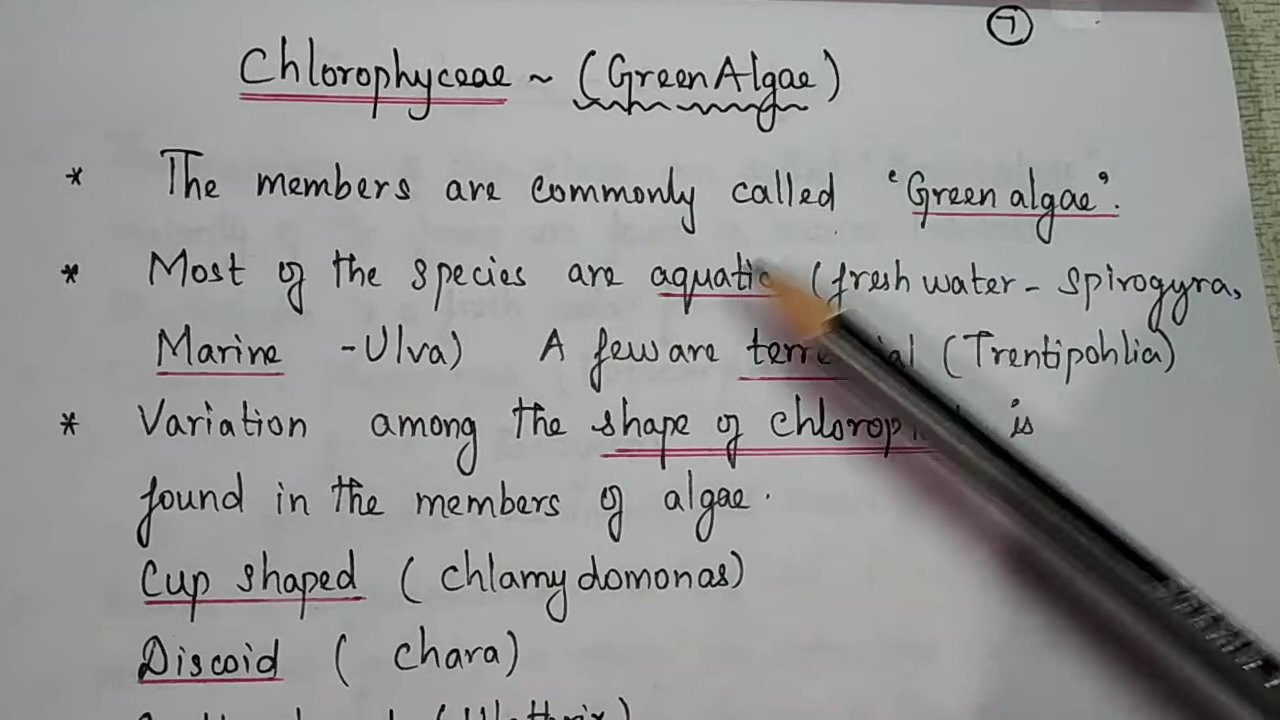 7
Chlorophyceae ~ (Green Algae)
* The members are commonly called ‘Green algae’.
* Most of the species are aquatic (fresh water - Spirogyra,
Marine - Ulva) A few are (Trentipohlia)
* Variation among the shape of is
found in the members of algae.
Cup shaped (Chlamydomonas)
Discoid (Chara)